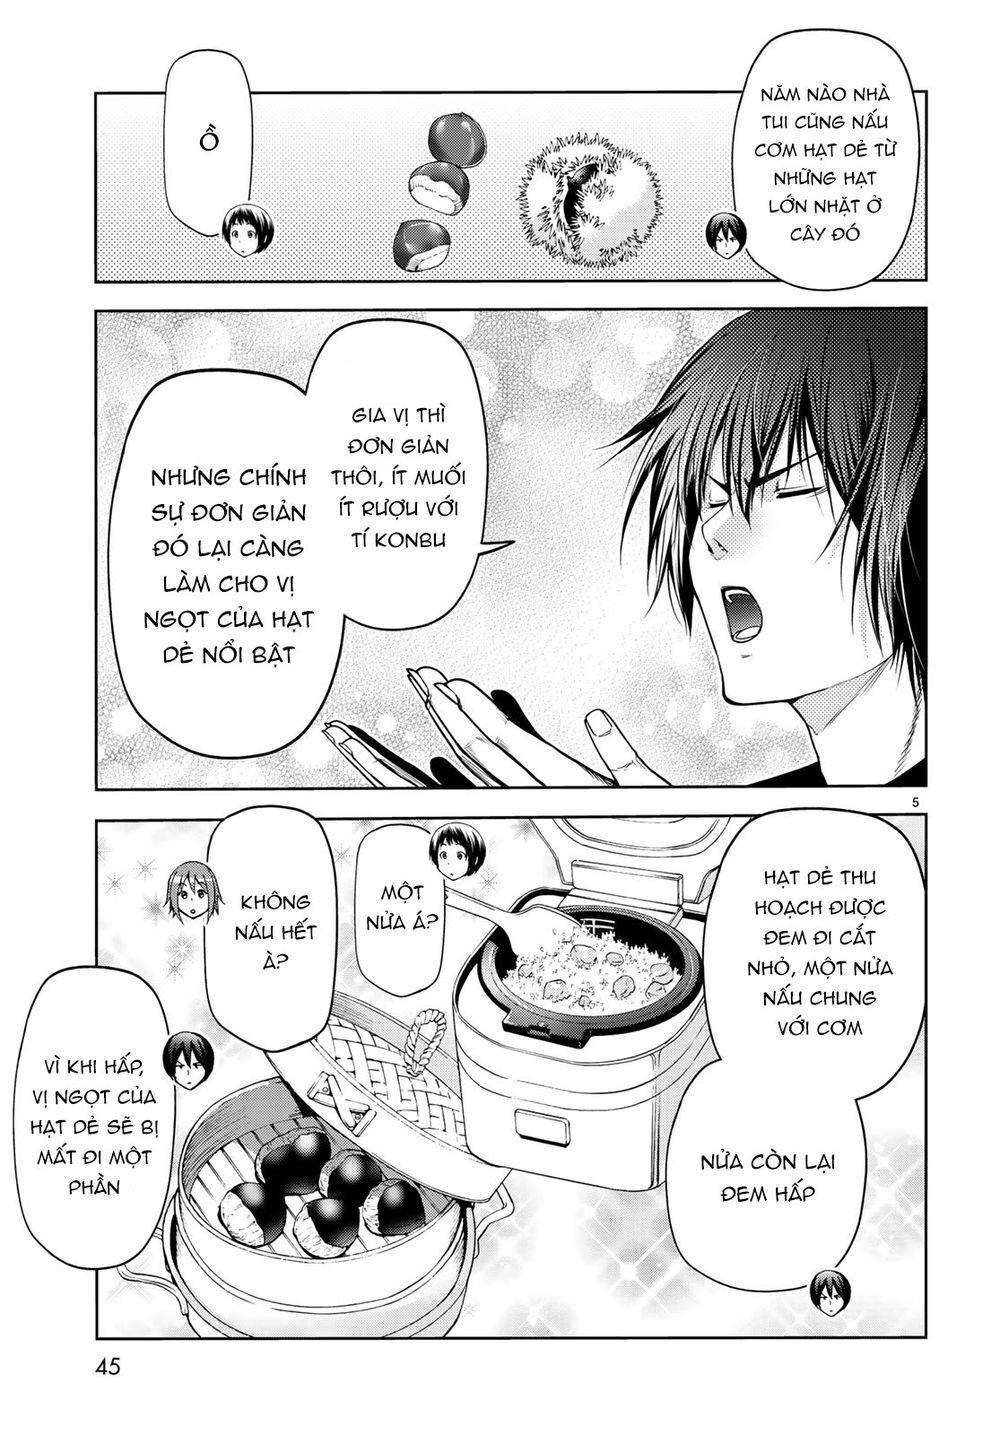 NĂM NÀO NHÀ
TUI CŨNG NẤU
CƠM HẠT DẺ TỪ
NHỮNG HẠT
LỚN NHẶT Ở
CÂY ĐÓ
Ồ
GIA VỊ THÌ
ĐƠN GIẢN
THÔI, ÍT MUỐI
ÍT RƯỢU VỚI
TÍ KONBU
NHƯNG CHÍNH
SỰ ĐƠN GIẢN
ĐÓ LẠI CÀNG
LÀM CHO VỊ
NGỌT CỦA HẠT
DẺ NỔI BẬT
5
HẠT DẺ THU
HOẠCH ĐƯỢC
ĐEM ĐI CẮT
NHỎ, MỘT NỬA
NẤU CHUNG
VỚI CƠM
NỬA CÒN LẠI
ĐEM HẤP
MỘT
NỬA Á?
KHÔNG
NẤU HẾT
À?
VÌ KHI HẤP,
VỊ NGỌT CỦA
HẠT DẺ SẼ BỊ
MẤT ĐI MỘT
PHẦN
45